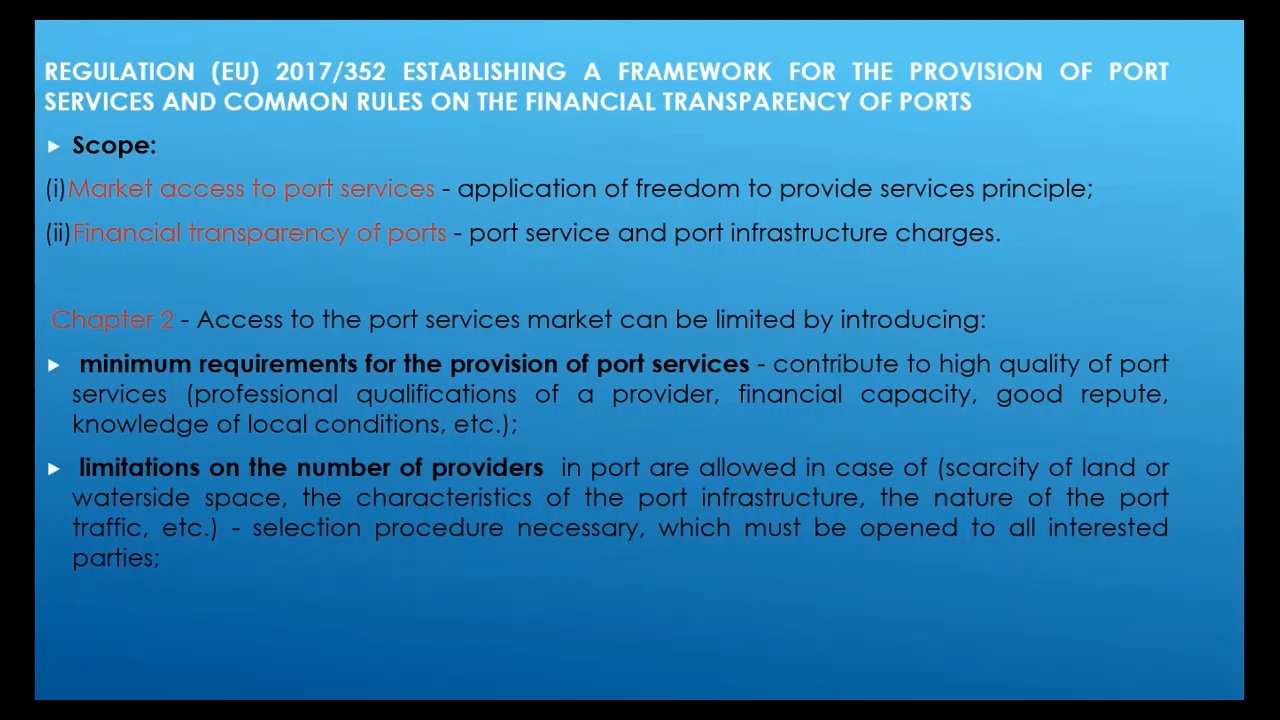 REGULATION (EU) 2017/352 ESTABLISHING A FRAMEWORK FOR THE PROVISION OF PORT
SERVICES AND COMMON RULES ON THE FINANCIAL TRANSPARENCY OF PORTS
Scope:
(i)Market access to port services - application of freedom to provide services principle;
(ii)Financial transparency of ports - port service and port infrastructure charges.
Chapter 2 - Access to the port services market can be limited by introducing:
minimum requirements for the provision of port services - contribute to high quality of port
services (professional qualifications of a provider, financial capacity, good repute,
knowledge of local conditions, etc.);
limitations on the number of providers in port are allowed in case of (scarcity of land or
waterside space, the characteristics of the port infrastructure, the nature of the port
traffic, etc.) - selection procedure necessary, which must be opened to all interested
parties;